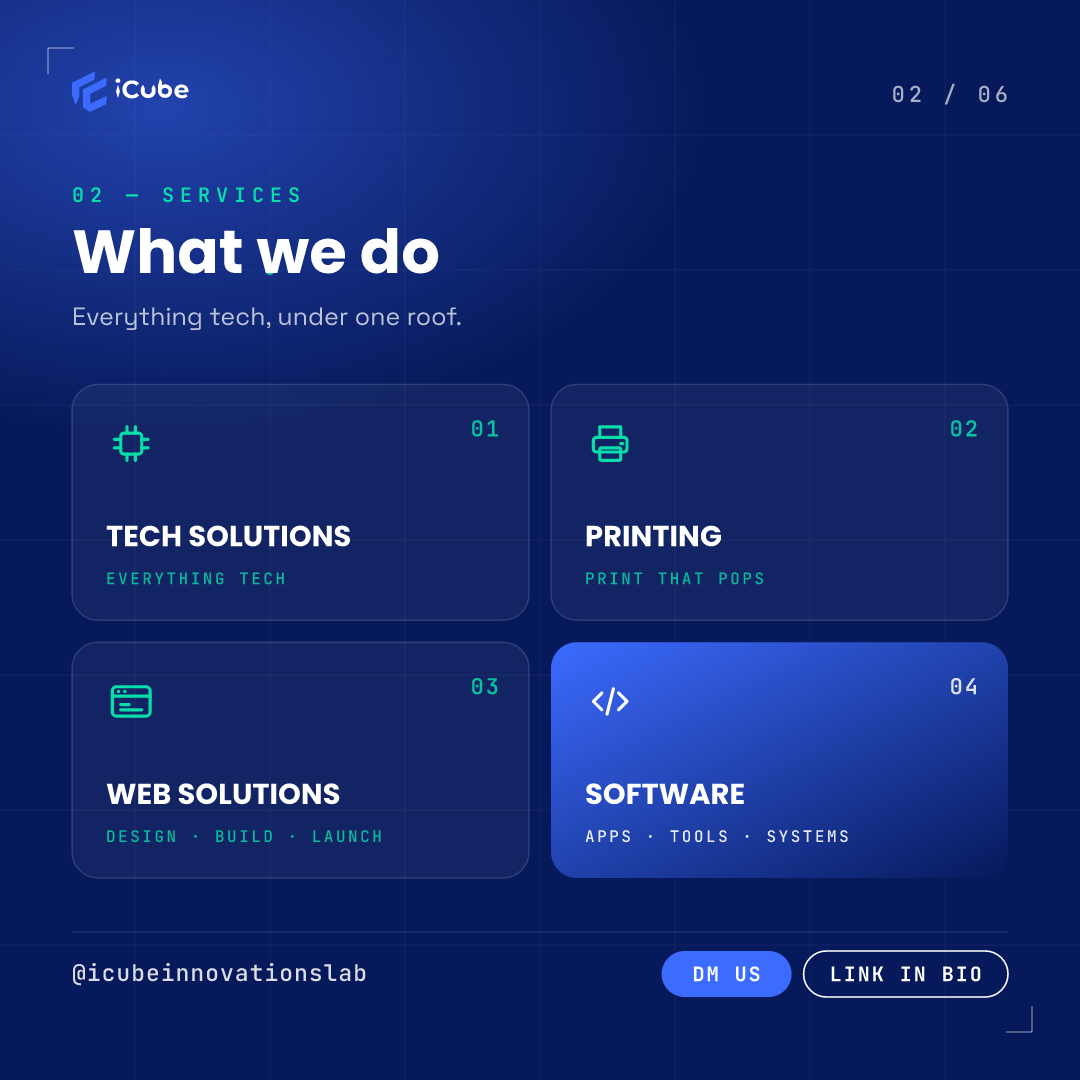 iCube
02 / 06
02 — SERVICES
What we do
Everything tech, under one roof.
01
TECH SOLUTIONS
EVERYTHING TECH
02
PRINTING
PRINT THAT POPS
03
WEB SOLUTIONS
DESIGN · BUILD · LAUNCH
04
SOFTWARE
APPS · TOOLS · SYSTEMS
@icubeinnovationslab
DM US
LINK IN BIO